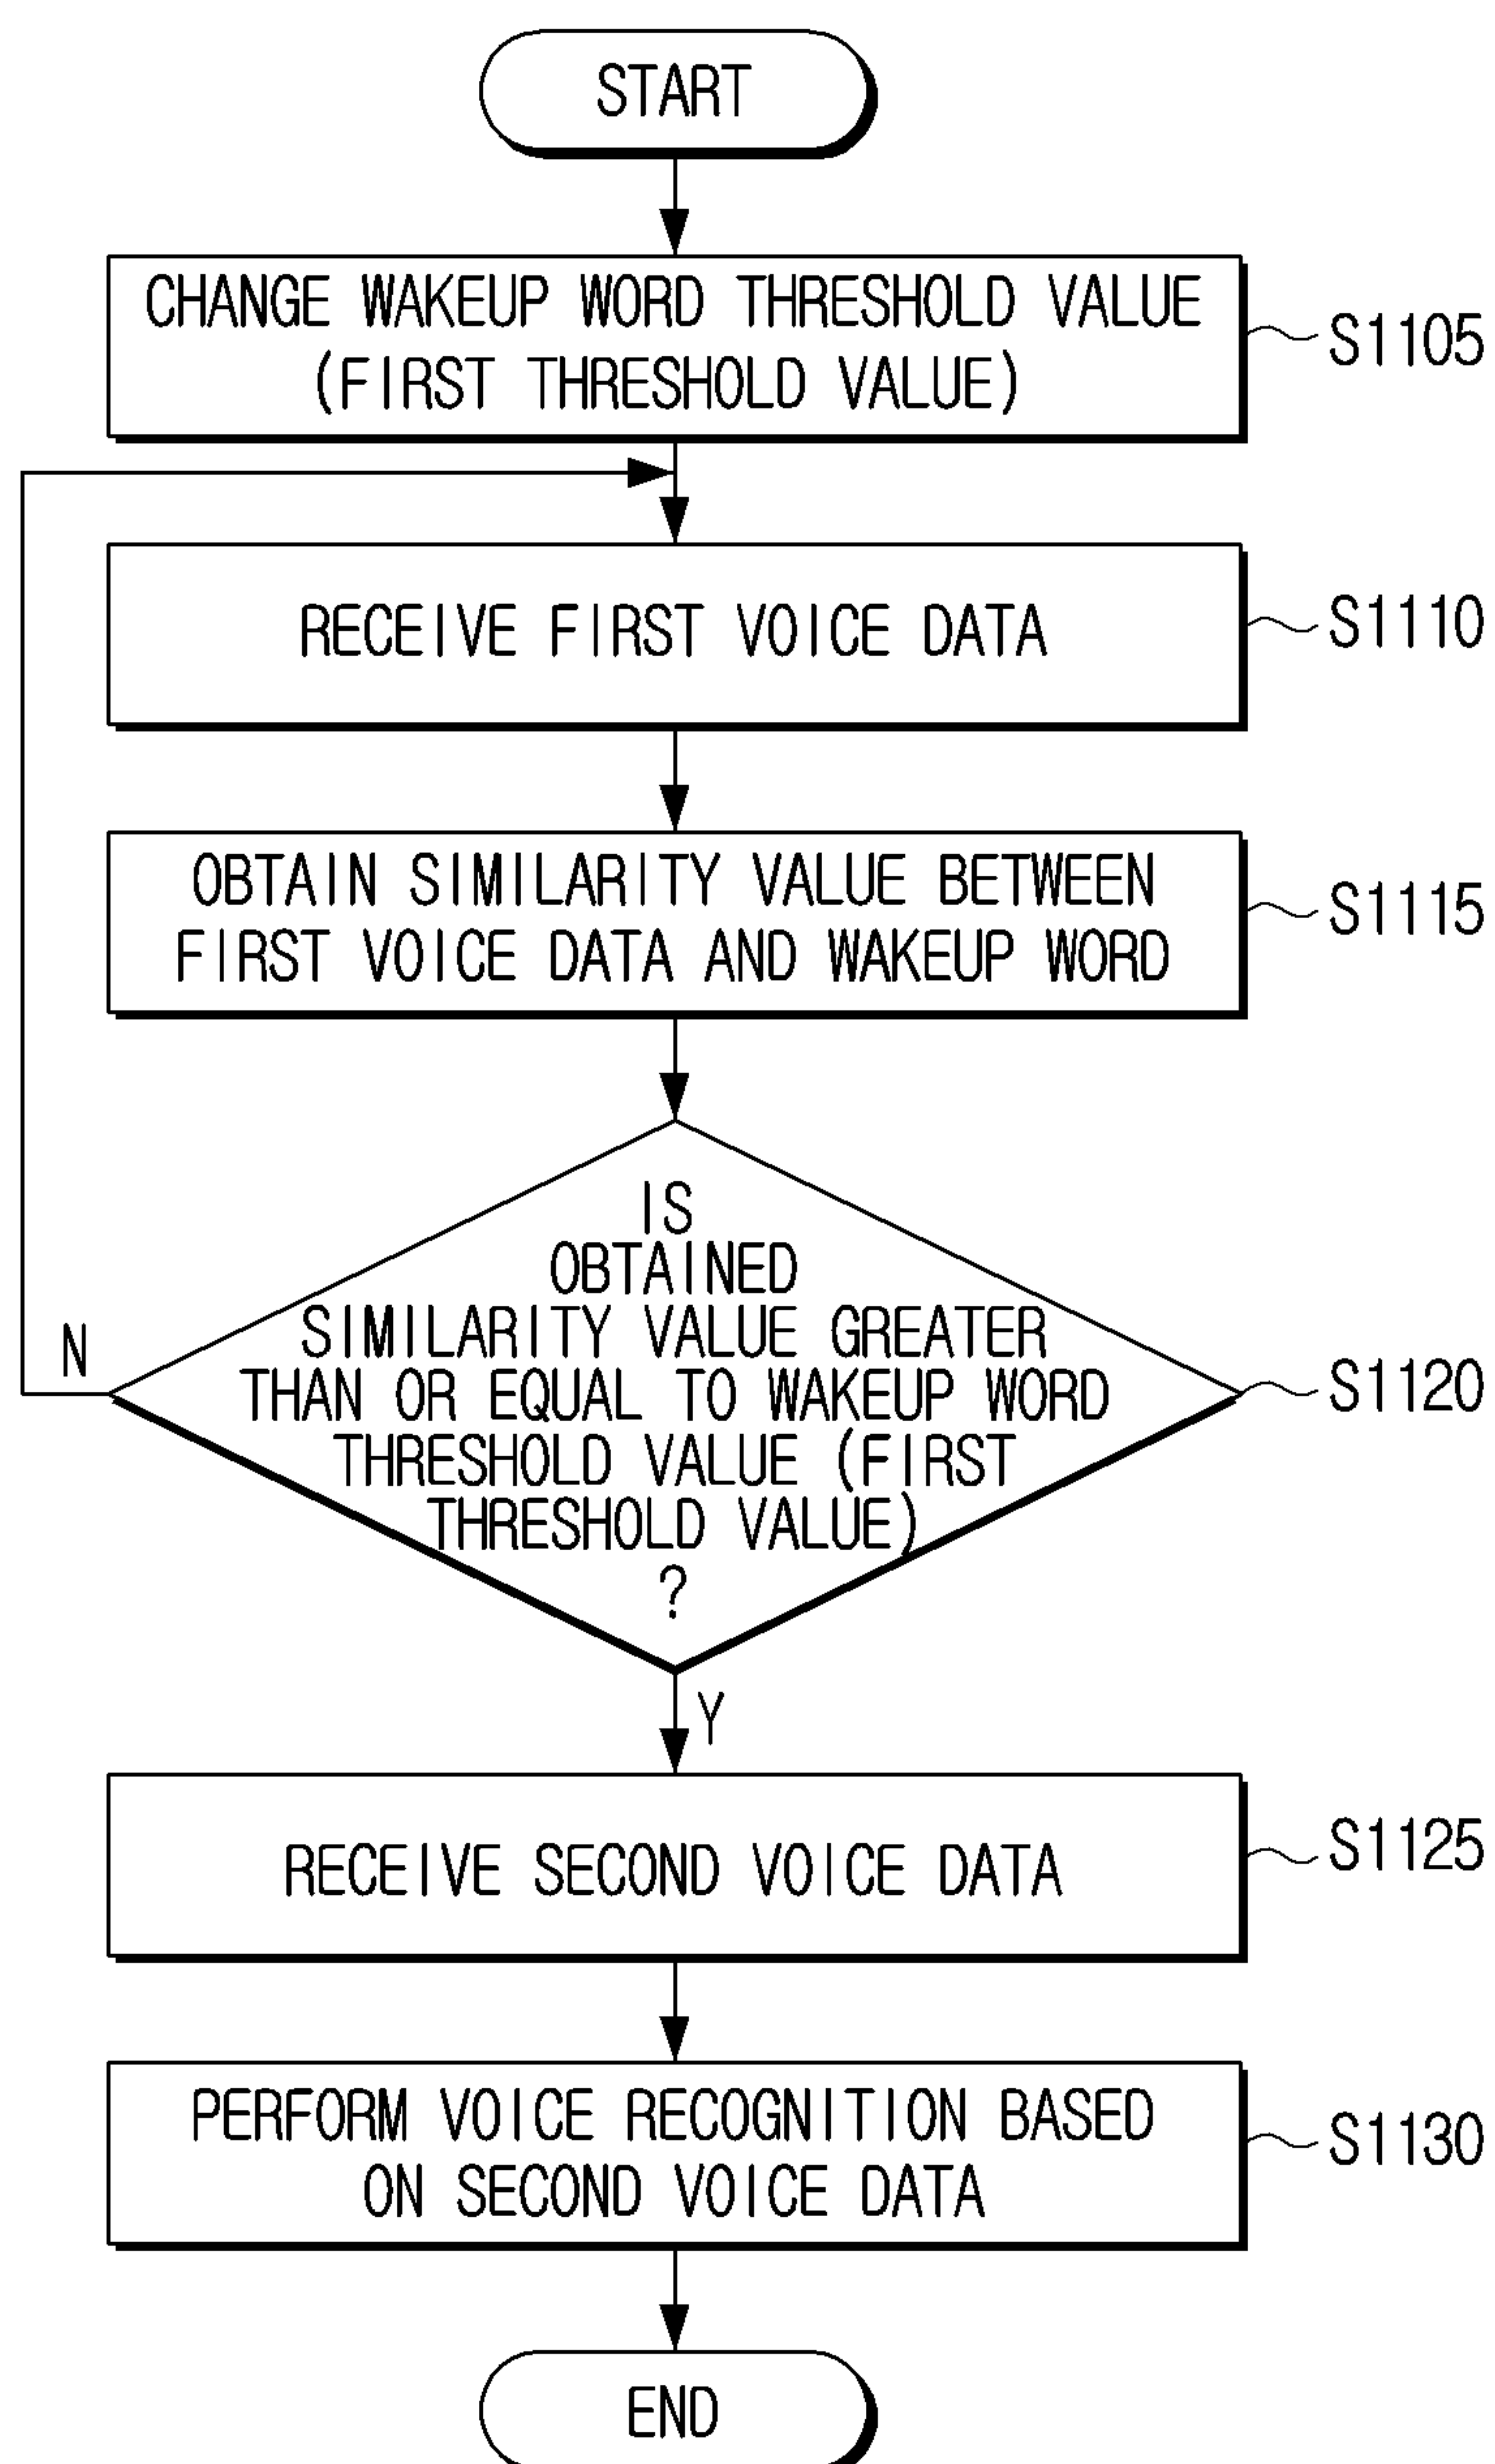 START
CHANGE WAKEUP WORD THRESHOLD VALUE
(FIRST THRESHOLD VALUE)
S1105
RECEIVE FIRST VOICE DATA
S1110
OBTAIN SIMILARITY VALUE BETWEEN
FIRST VOICE DATA AND WAKEUP WORD
S1115
IS
OBTAINED
SIMILARITY VALUE GREATER
THAN OR EQUAL TO WAKEUP WORD
THRESHOLD VALUE (FIRST
THRESHOLD VALUE)
?
N
S1120
Y
RECEIVE SECOND VOICE DATA
S1125
PERFORM VOICE RECOGNITION BASED
ON SECOND VOICE DATA
S1130
END